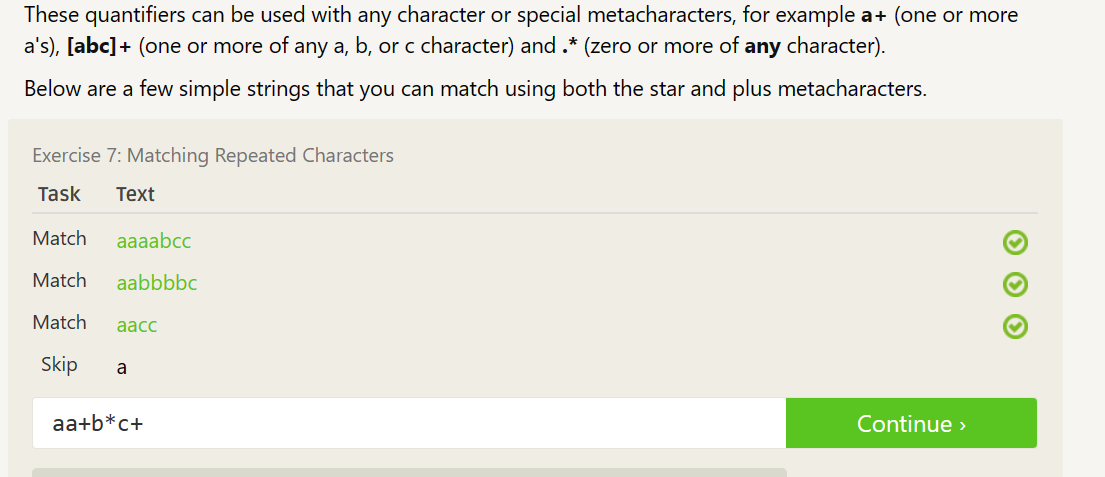 These quantifiers can be used with any character or special metacharacters, for example a+ (one or more
a's), [abc]+ (one or more of any a, b, or c character) and .* (zero or more of any character).
Below are a few simple strings that you can match using both the star and plus metacharacters.
Exercise 7: Matching Repeated Characters
Task Text
Match aaaabcc
Match aabbbbc
Match aacc
Skip a
aa+b*c+ Continue ›